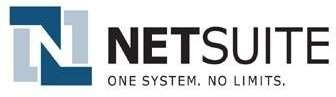 NETSUITE
ONE SYSTEM. NO LIMITS.